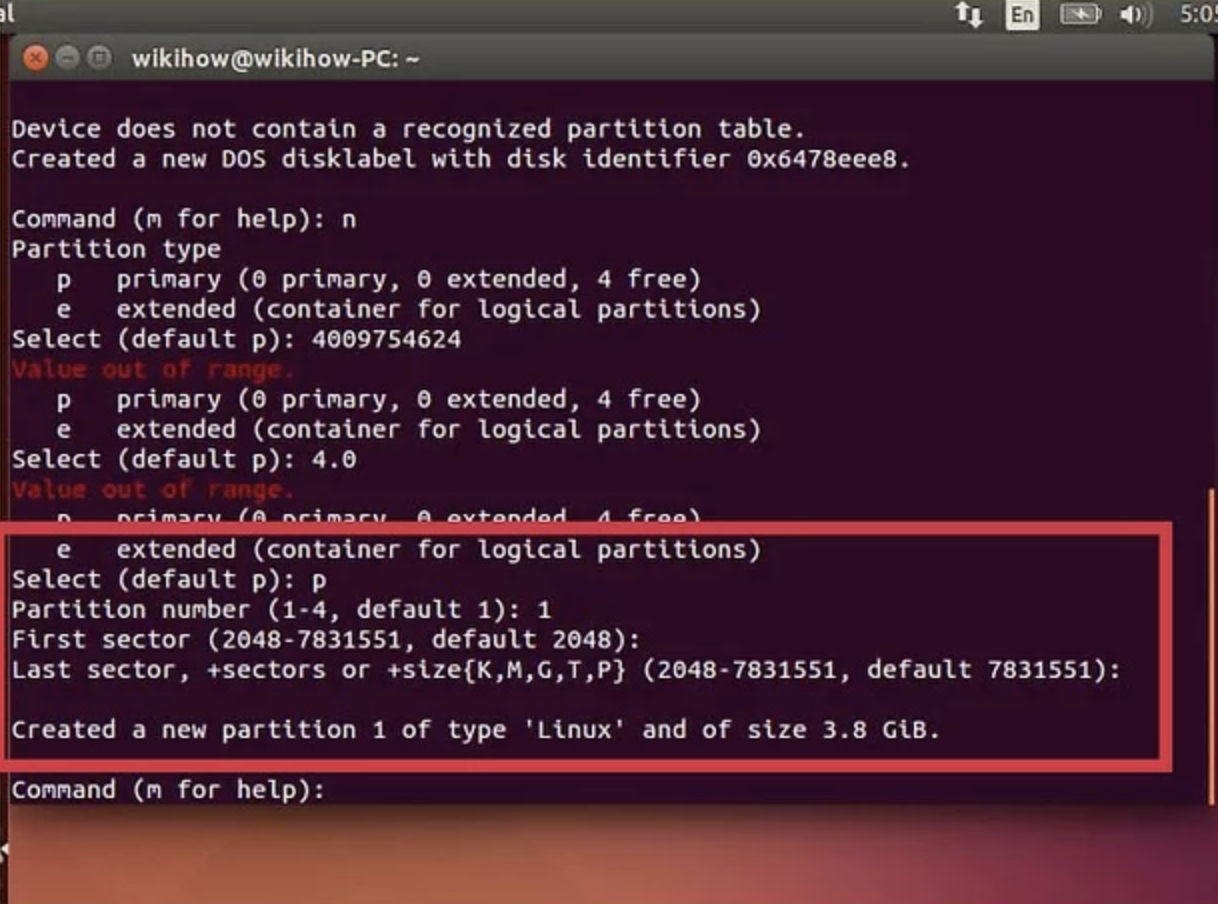 al
En
5:05
wikihow@wikihow-PC: ~
Device does not contain a recognized partition table.
Created a new DOS disklabel with disk identifier 0x6478eee8.
Command (m for help): n
Partition type
p primary (0 primary, 0 extended, 4 free)
e extended (container for logical partitions)
Select (default p): 4009754624
Value out of range.
p primary (0 primary, 0 extended, 4 free)
e extended (container for logical partitions)
Select (default p): 4.0
Value out of range.
p primary (0 primary, 0 extended, 4 free)
e extended (container for logical partitions)
Select (default p): p
Partition number (1-4, default 1): 1
First sector (2048-7831551, default 2048):
Last sector, +sectors or +size{K,M,G,T,P} (2048-7831551, default 7831551):
Created a new partition 1 of type 'Linux' and of size 3.8 GiB.
Command (m for help):